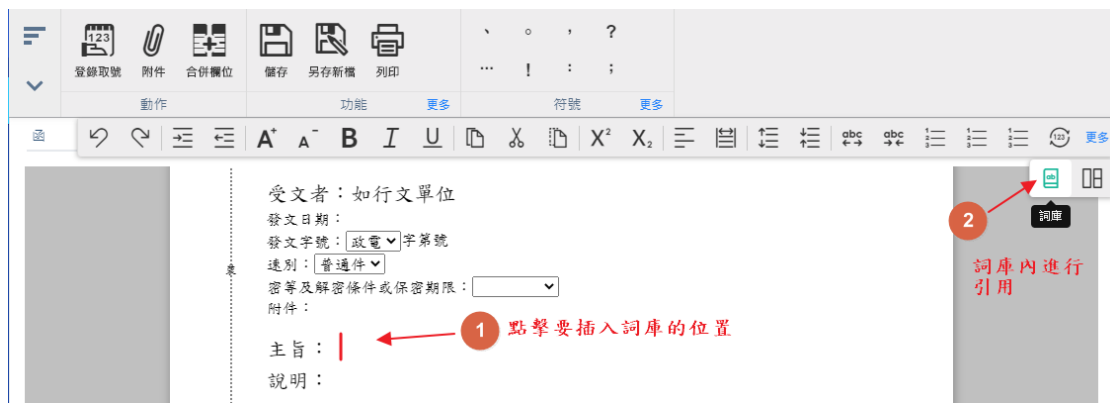 登錄取號 附件 合併欄位 儲存 另存新檔 列印
、 。 , ?
… ! : ;
動作 功能 更多 符號 更多
函 A+ A- B I U X² X₂ abc abc 更多
受文者：如行文單位
發文日期：
發文字號：政電字第號
速別：普通件
密等及解密條件或保密期限：
附件：
裝
主旨：
說明：
1 點擊要插入詞庫的位置
2 詞庫
詞庫內進行
引用